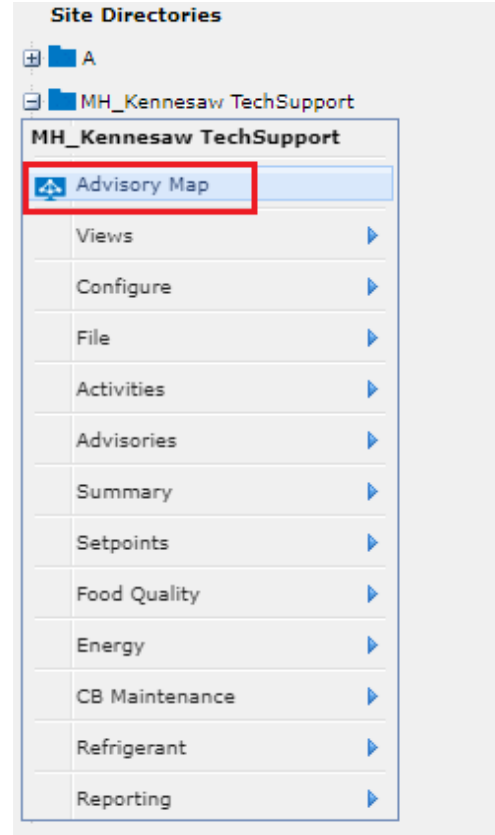 Site Directories
A
MH_Kennesaw TechSupport
MH_Kennesaw TechSupport
Advisory Map
Views
Configure
File
Activities
Advisories
Summary
Setpoints
Food Quality
Energy
CB Maintenance
Refrigerant
Reporting